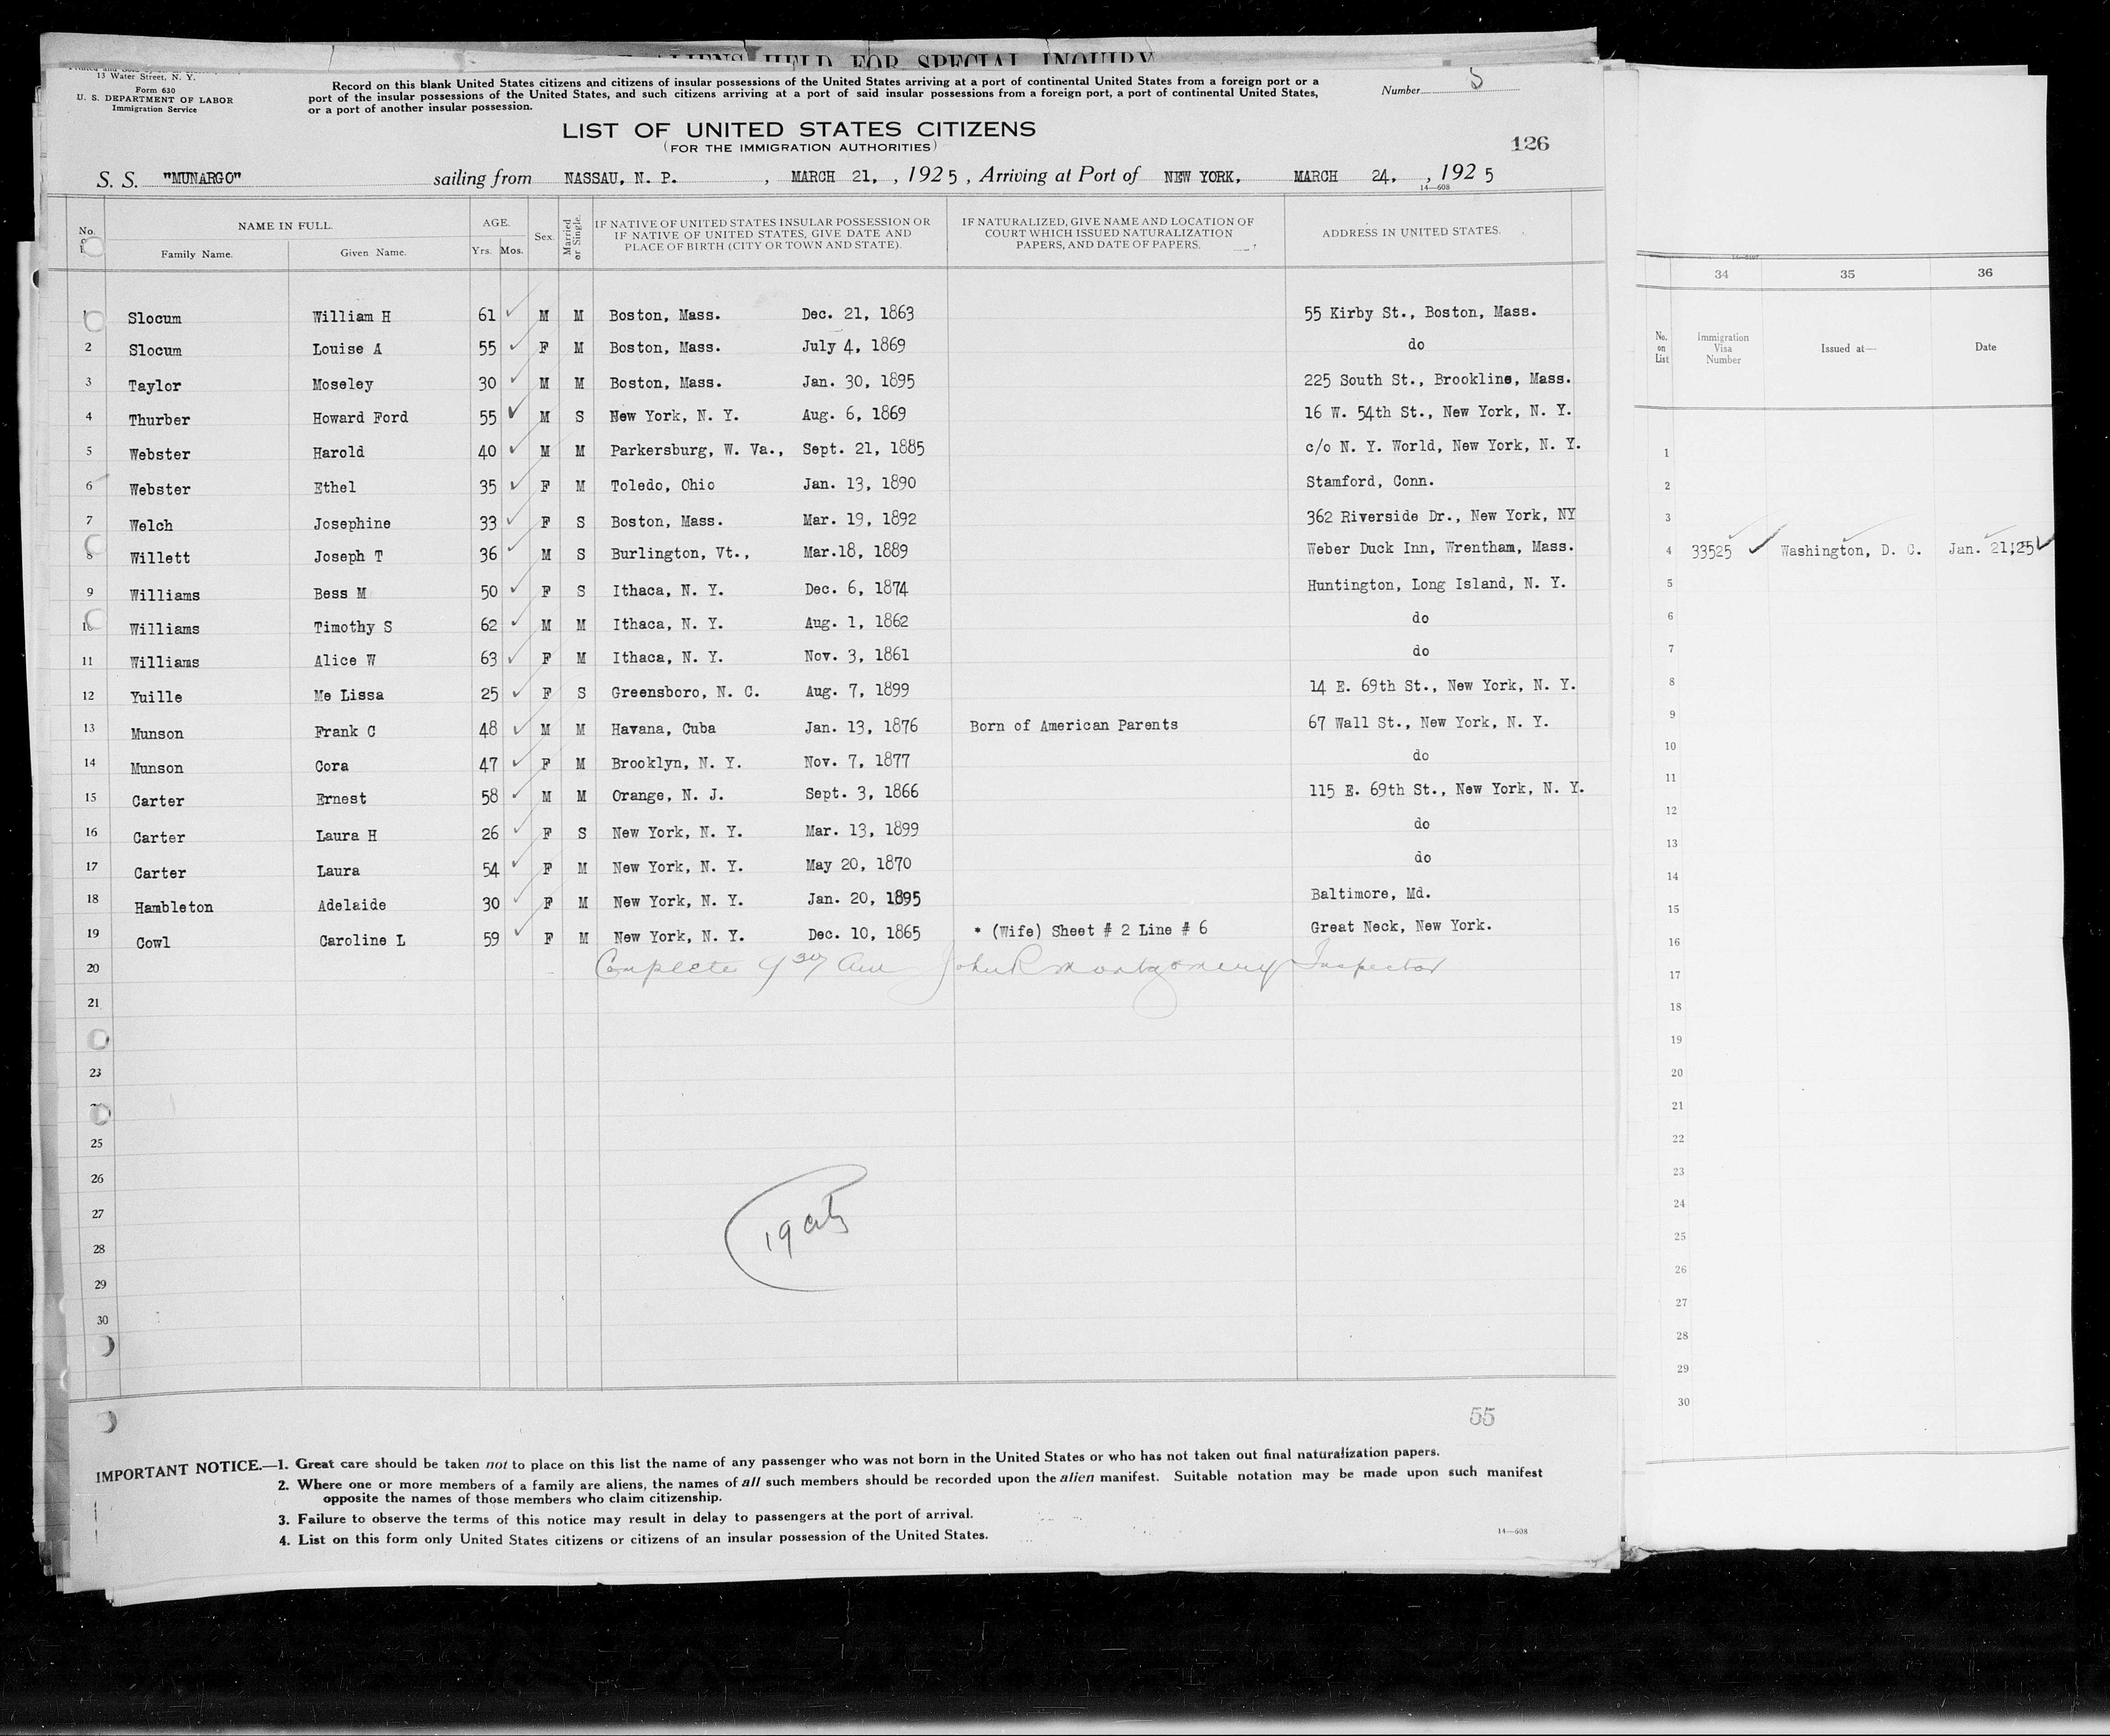 ALIENS HELD FOR SPECIAL INQUIRY
13 Water Street, N. Y.
Form 630
U. S. DEPARTMENT OF LABOR
Immigration Service
Record on this blank United States citizens and citizens of insular possessions of the United States arriving at a port of continental United States from a foreign port or a
port of the insular possessions of the United States, and such citizens arriving at a port of said insular possessions from a foreign port, a port of continental United States,
or a port of another insular possession.
Number 5
LIST OF UNITED STATES CITIZENS
(FOR THE IMMIGRATION AUTHORITIES)
126
S. S. "MUNARGO" sailing from NASSAU, N. P. , MARCH 21, , 1925 , Arriving at Port of NEW YORK, MARCH 24, , 1925
14—608
No. NAME IN FULL. Family Name. Given Name. AGE. Yrs. Mos. Sex. Married or Single. IF NATIVE OF UNITED STATES INSULAR POSSESSION OR IF NATIVE OF UNITED STATES, GIVE DATE AND PLACE OF BIRTH (CITY OR TOWN AND STATE). IF NATURALIZED, GIVE NAME AND LOCATION OF COURT WHICH ISSUED NATURALIZATION PAPERS, AND DATE OF PAPERS. ADDRESS IN UNITED STATES.
1 Slocum William H 61 M M Boston, Mass. Dec. 21, 1863 55 Kirby St., Boston, Mass.
2 Slocum Louise A 55 F M Boston, Mass. July 4, 1869 do
3 Taylor Moseley 30 M M Boston, Mass. Jan. 30, 1895 225 South St., Brookline, Mass.
4 Thurber Howard Ford 55 M S New York, N. Y. Aug. 6, 1869 16 W. 54th St., New York, N. Y.
5 Webster Harold 40 M M Parkersburg, W. Va., Sept. 21, 1885 c/o N. Y. World, New York, N. Y.
6 Webster Ethel 35 F M Toledo, Ohio Jan. 13, 1890 Stamford, Conn.
7 Welch Josephine 33 F S Boston, Mass. Mar. 19, 1892 362 Riverside Dr., New York, NY
8 Willett Joseph T 36 M S Burlington, Vt., Mar.18, 1889 Weber Duck Inn, Wrentham, Mass.
9 Williams Bess M 50 F S Ithaca, N. Y. Dec. 6, 1874 Huntington, Long Island, N. Y.
10 Williams Timothy S 62 M M Ithaca, N. Y. Aug. 1, 1862 do
11 Williams Alice W 63 F M Ithaca, N. Y. Nov. 3, 1861 do
12 Yuille Me Lissa 25 F S Greensboro, N. C. Aug. 7, 1899 14 E. 69th St., New York, N. Y.
13 Munson Frank C 48 M M Havana, Cuba Jan. 13, 1876 Born of American Parents 67 Wall St., New York, N. Y.
14 Munson Cora 47 F M Brooklyn, N. Y. Nov. 7, 1877 do
15 Carter Ernest 58 M M Orange, N. J. Sept. 3, 1866 115 E. 69th St., New York, N. Y.
16 Carter Laura H 26 F S New York, N. Y. Mar. 13, 1899 do
17 Carter Laura 54 F M New York, N. Y. May 20, 1870 do
18 Hambleton Adelaide 30 F M New York, N. Y. Jan. 20, 1895 Baltimore, Md.
19 Cowl Caroline L 59 F M New York, N. Y. Dec. 10, 1865 * (Wife) Sheet # 2 Line # 6 Great Neck, New York.
20 Complete John R Montgomery Inspector
21
23
25
26
27
19
28
29
30
55
IMPORTANT NOTICE.—1. Great care should be taken not to place on this list the name of any passenger who was not born in the United States or who has not taken out final naturalization papers.
2. Where one or more members of a family are aliens, the names of all such members should be recorded upon the alien manifest. Suitable notation may be made upon such manifest
opposite the names of those members who claim citizenship.
3. Failure to observe the terms of this notice may result in delay to passengers at the port of arrival.
4. List on this form only United States citizens or citizens of an insular possession of the United States.
14—608
34 35 36
No. on List Immigration Visa Number Issued at— Date
1
2
3
4 33525 Washington, D. C. Jan. 21;25
5
6
7
8
9
10
11
12
13
14
15
16
17
18
19
20
21
22
23
24
25
26
27
28
29
30